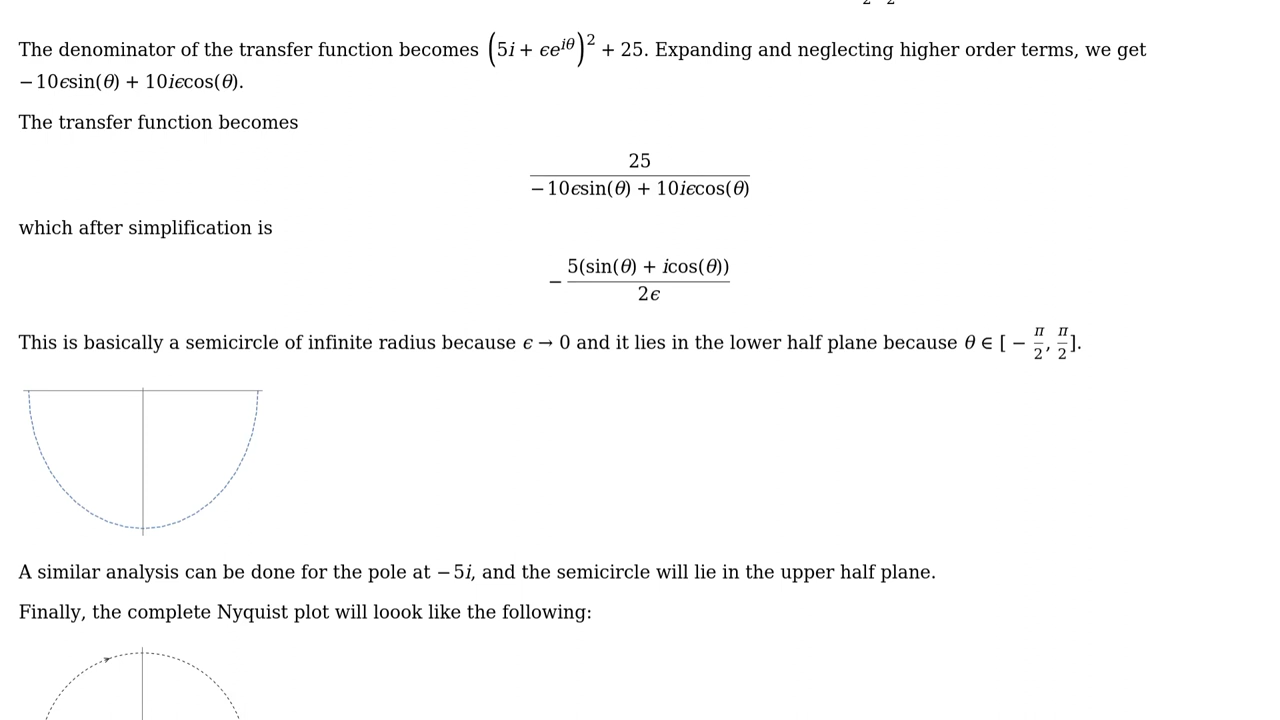 The denominator of the transfer function becomes (5i + ϵe^{iθ})^2 + 25. Expanding and neglecting higher order terms, we get
− 10ϵsin(θ) + 10iϵcos(θ).
The transfer function becomes
25
− 10ϵsin(θ) + 10iϵcos(θ)
which after simplification is
− 5(sin(θ) + icos(θ))
2ϵ
This is basically a semicircle of infinite radius because ϵ → 0 and it lies in the lower half plane because θ ∈ [ − π/2, π/2].
A similar analysis can be done for the pole at − 5i, and the semicircle will lie in the upper half plane.
Finally, the complete Nyquist plot will loook like the following: